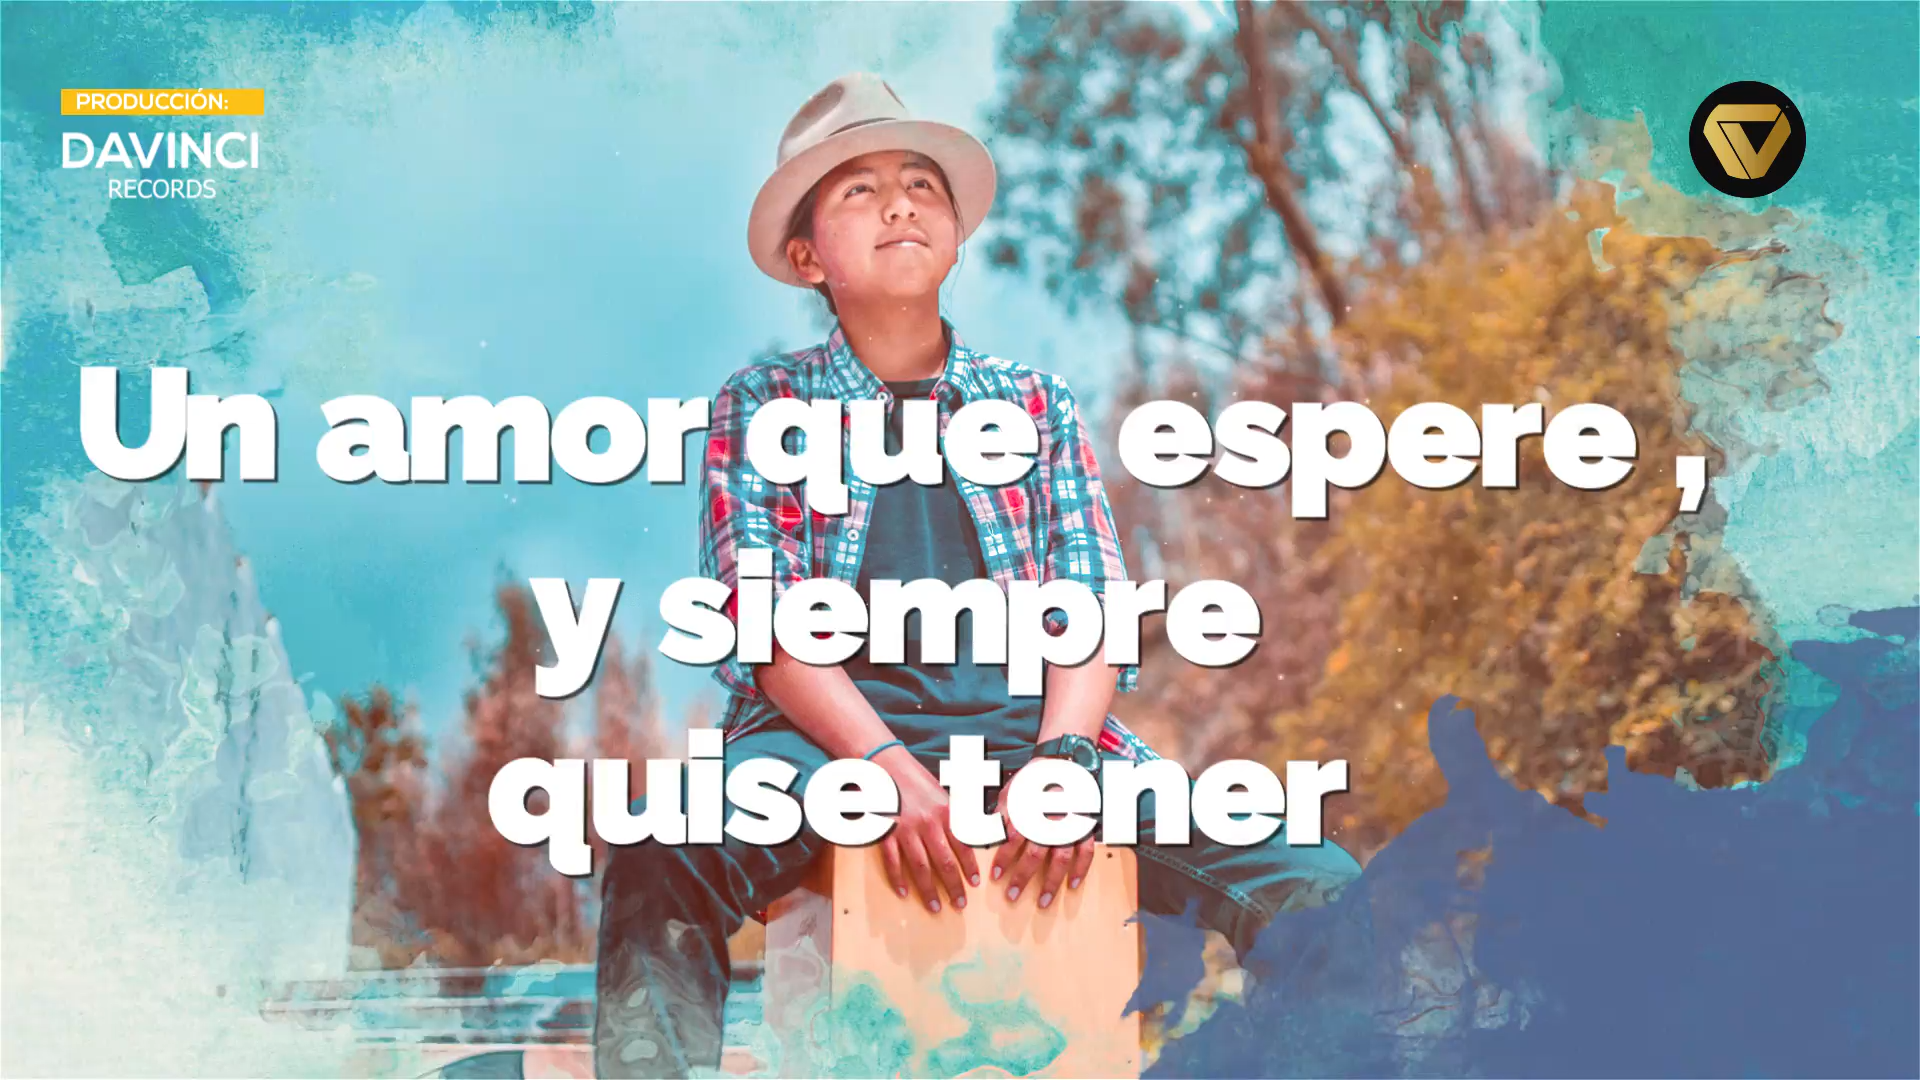 PRODUCCIÓN:
DAVINCI
RECORDS
Un amor que espere ,
y siempre
quise tener